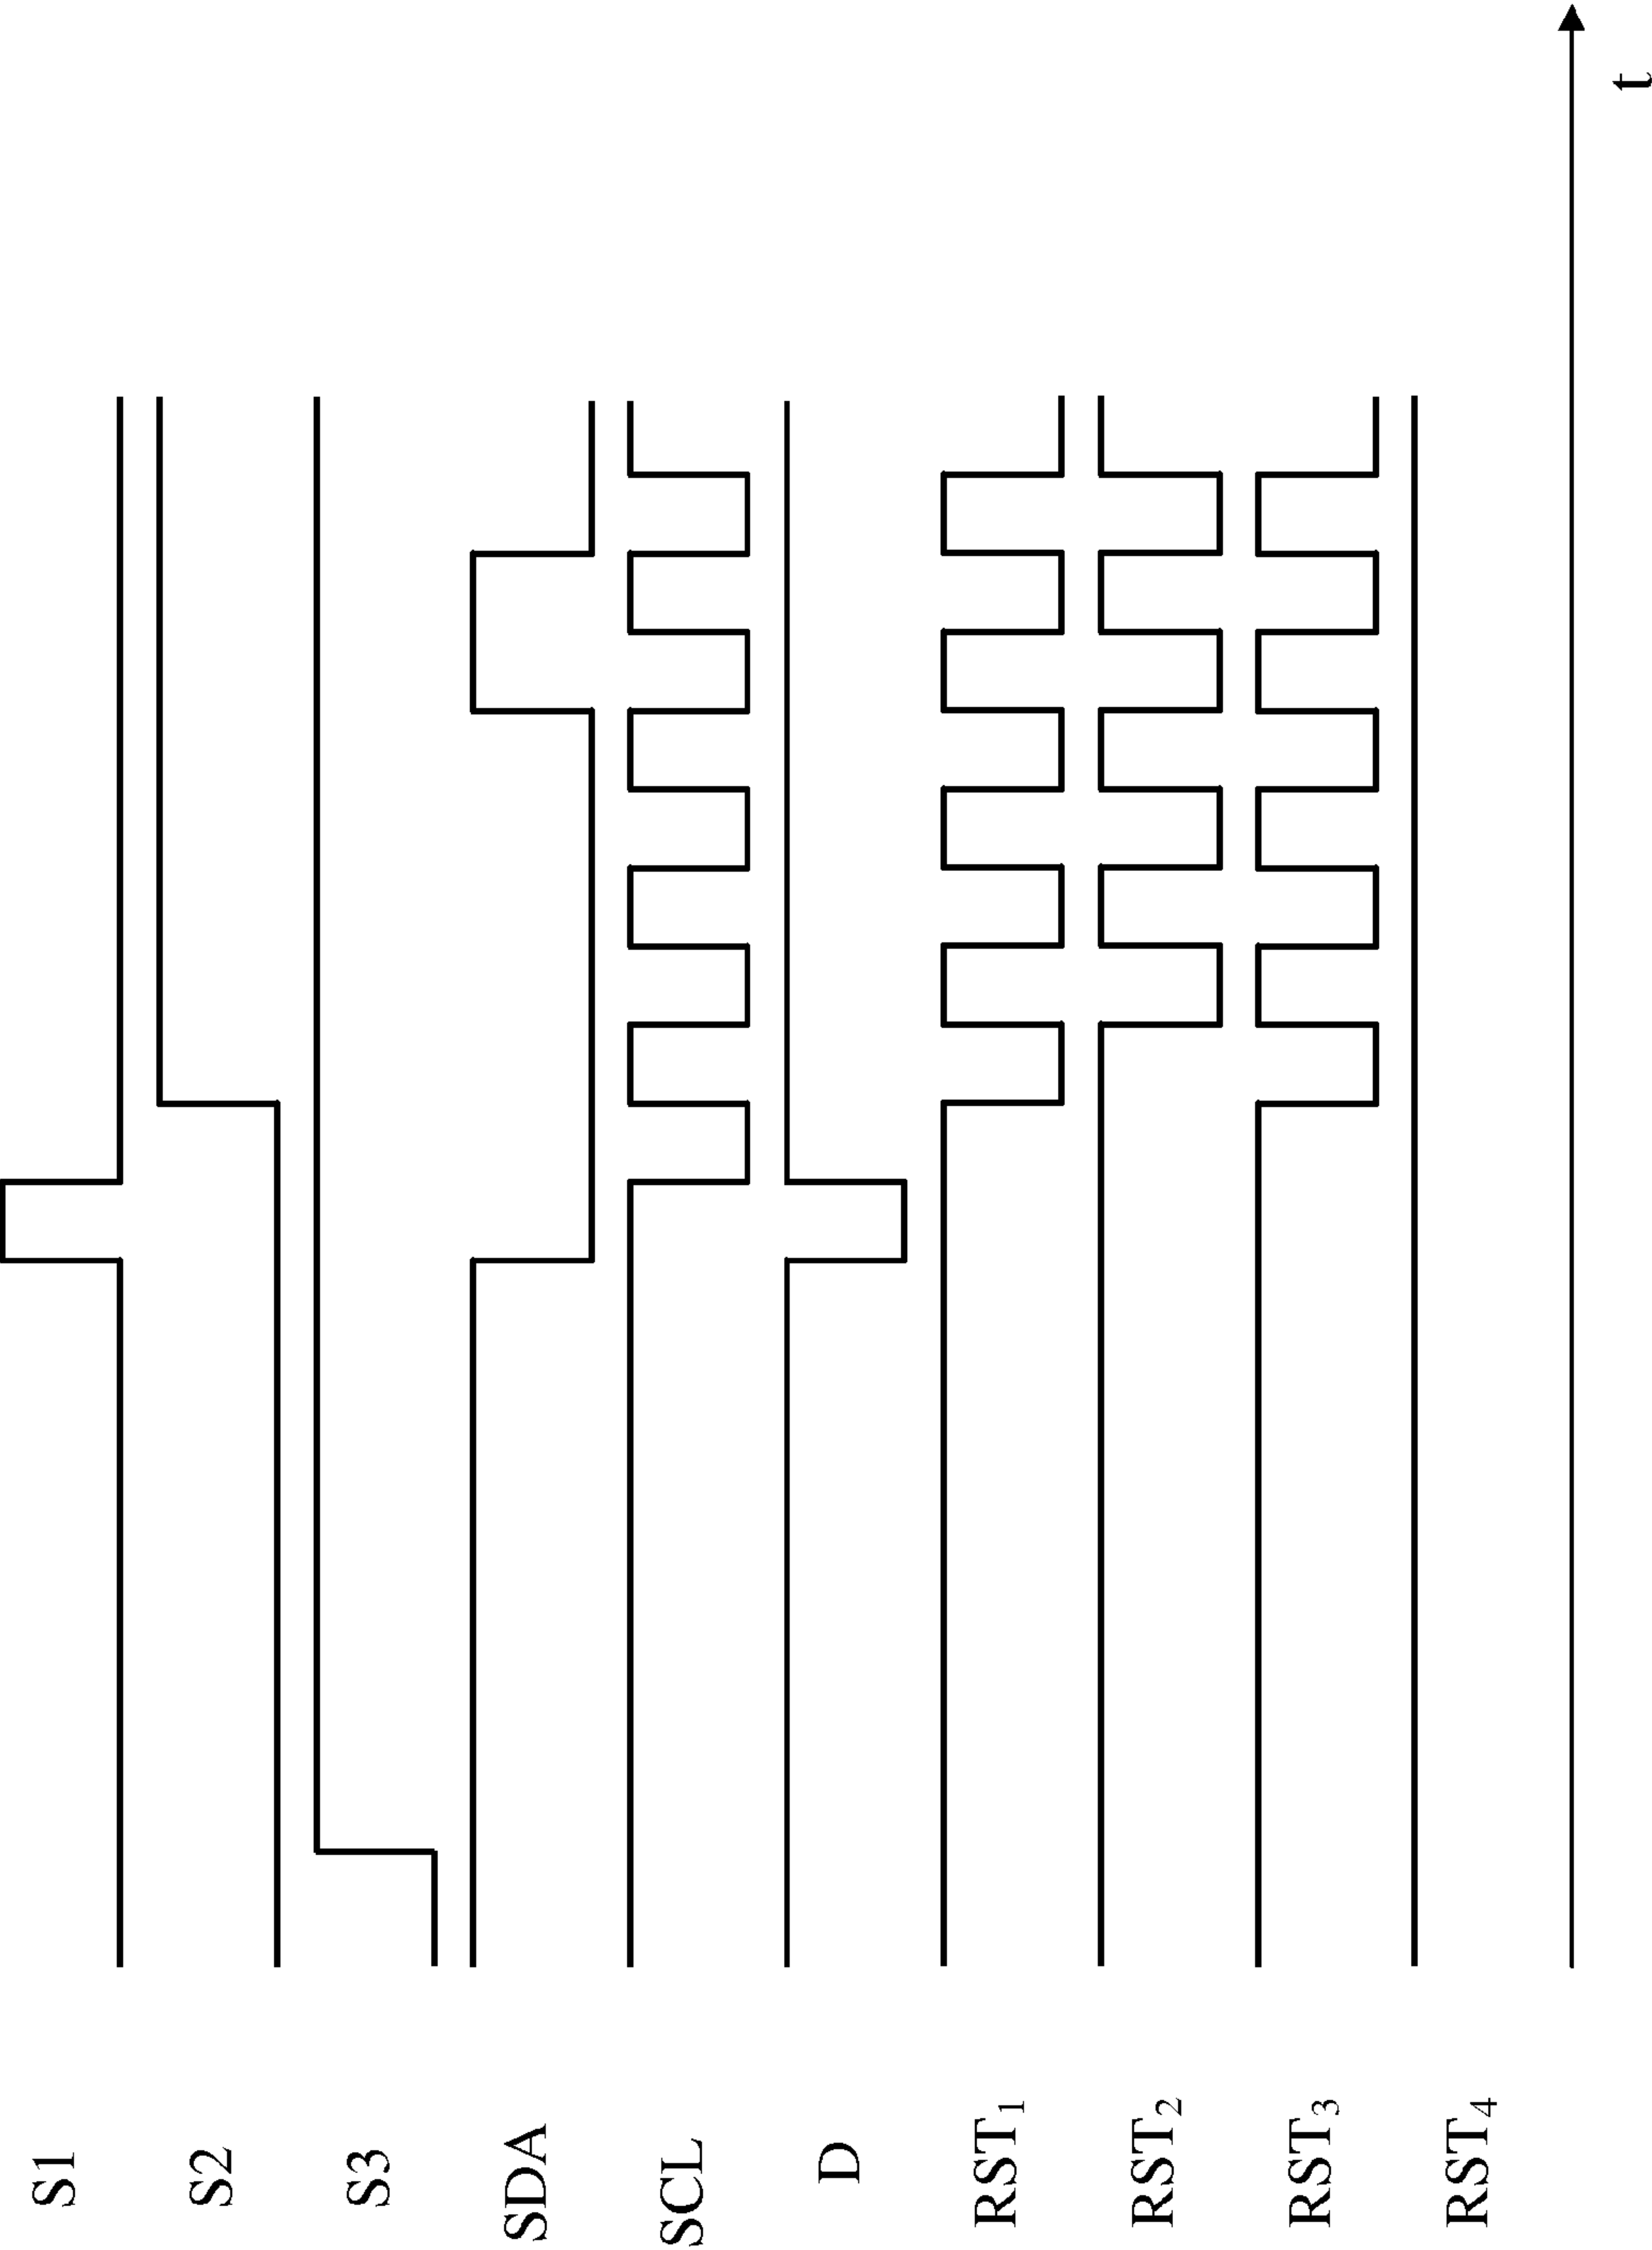 S1
S2
S3
SDA
SCL
D
RST₁
RST₂
RST₃
RST₄
t